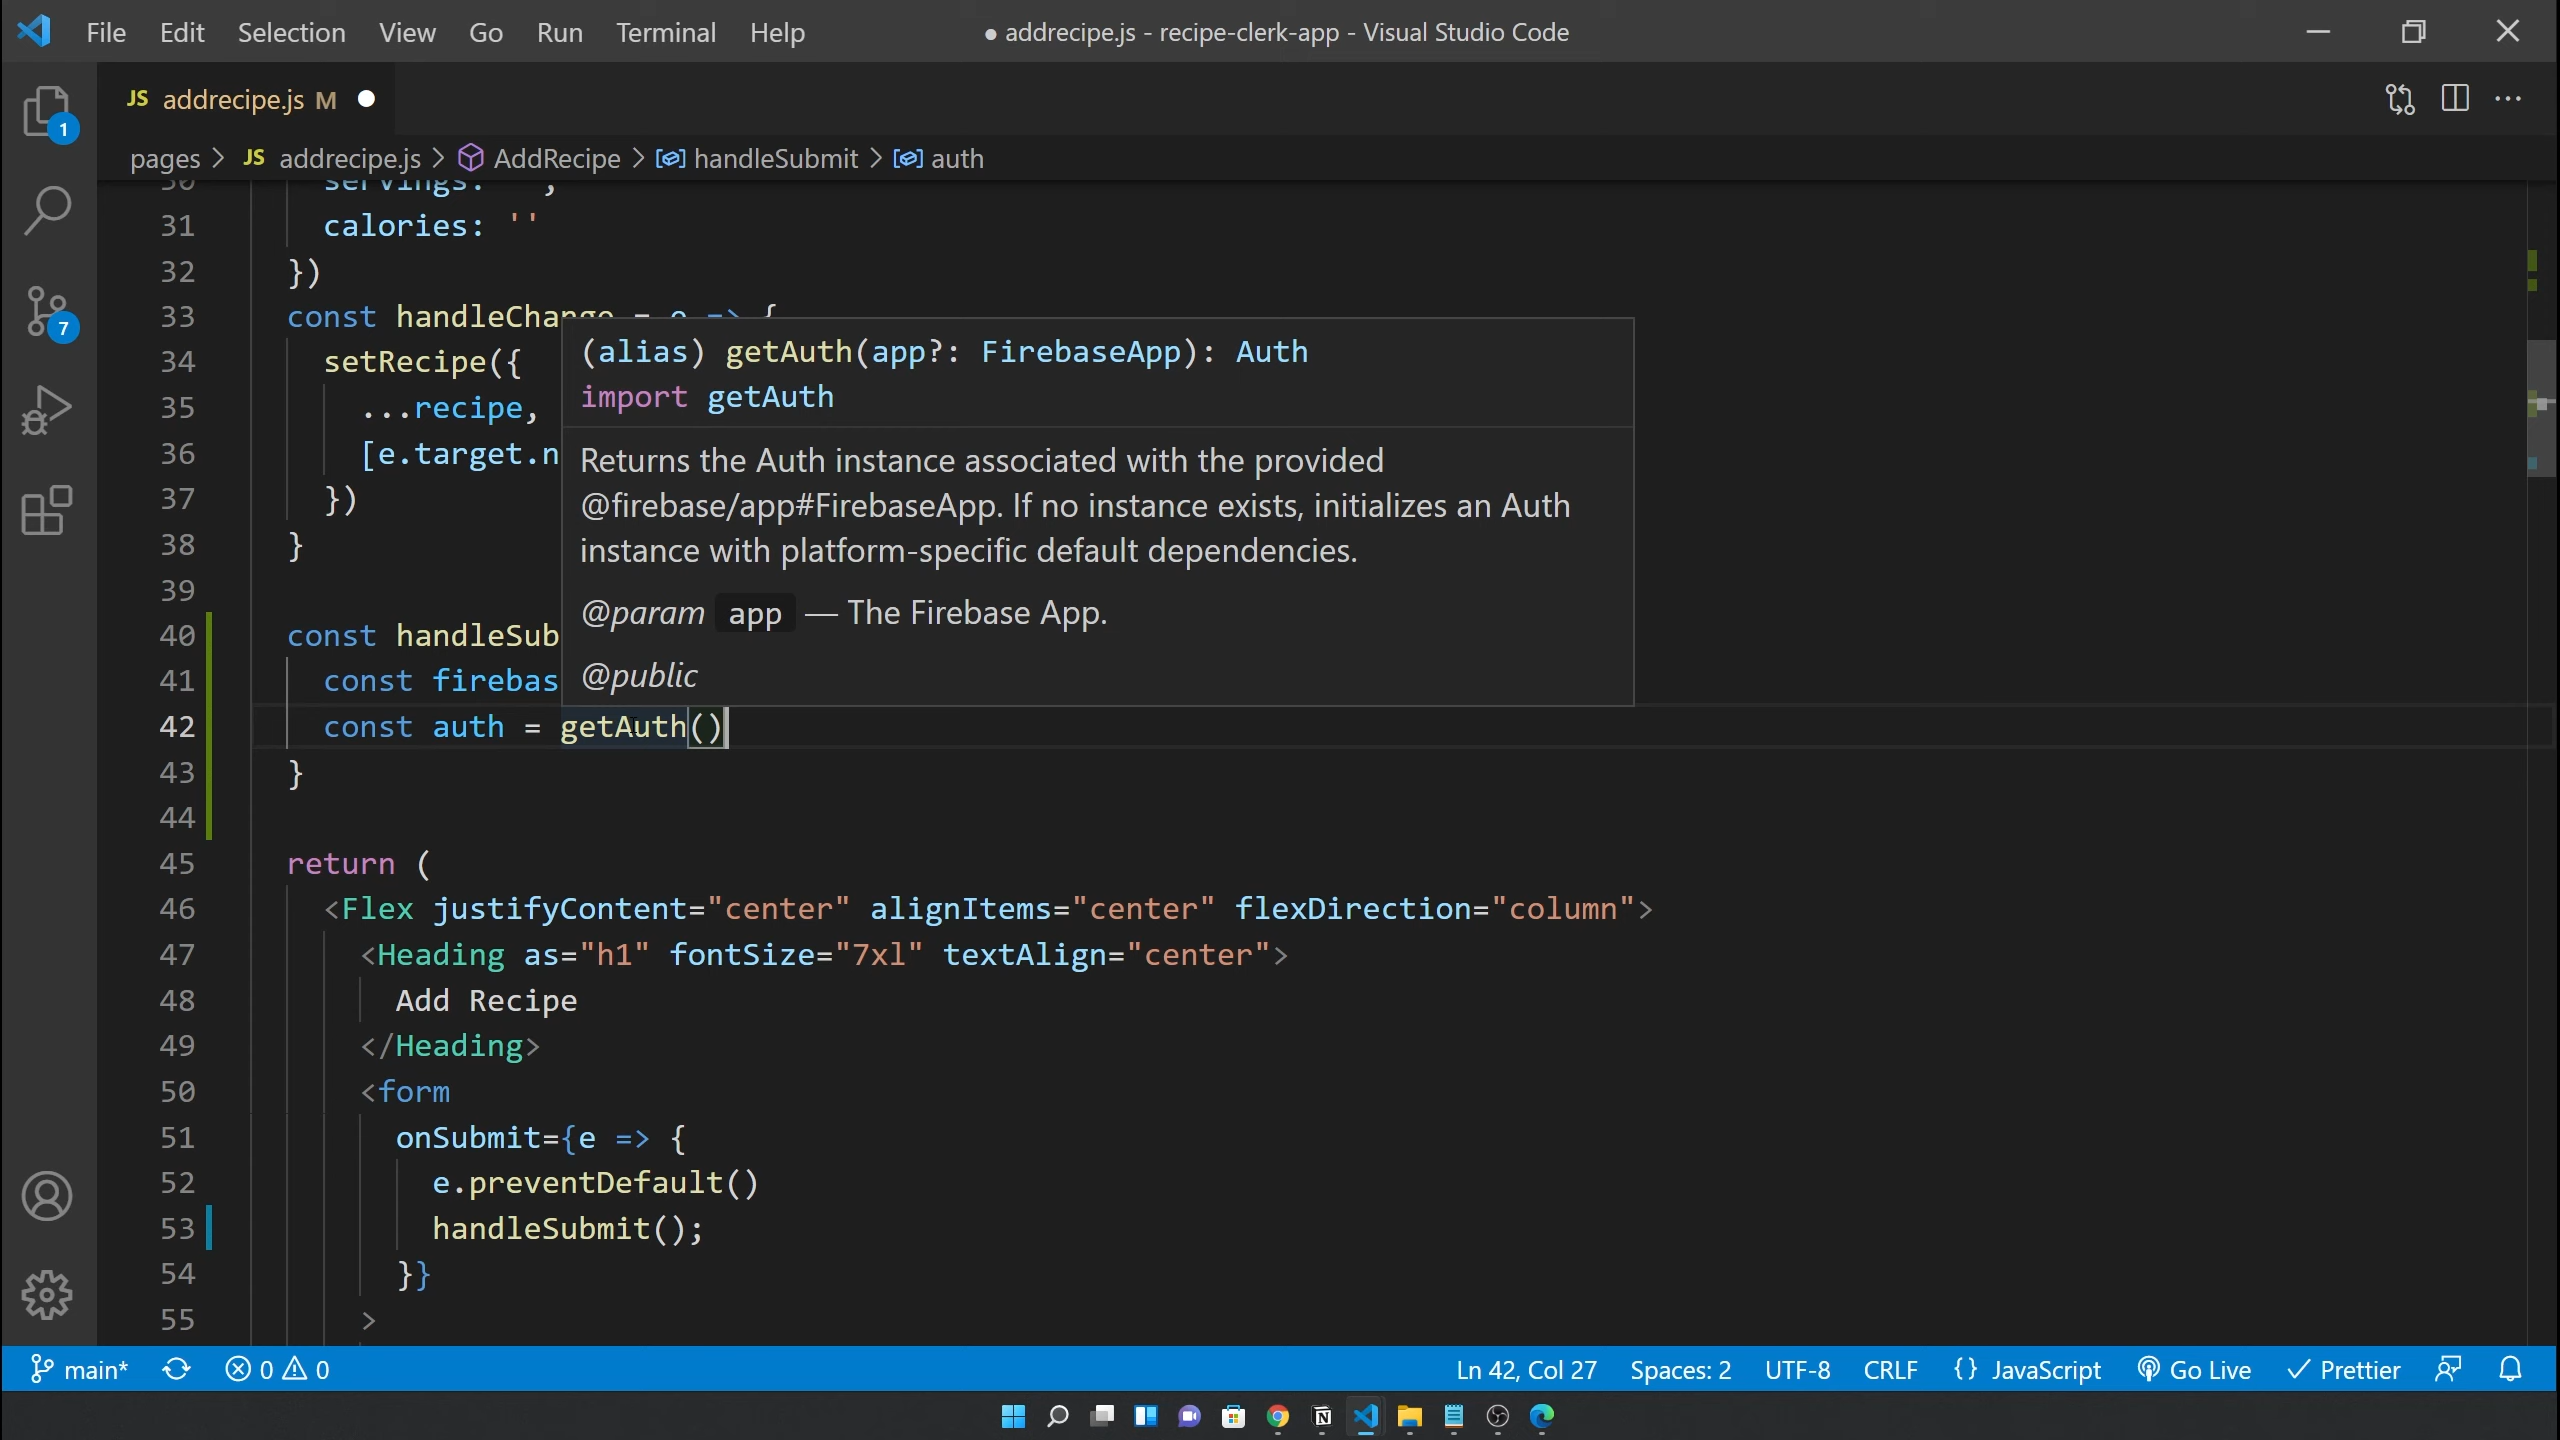 File Edit Selection View Go Run Terminal Help ● addrecipe.js - recipe-clerk-app - Visual Studio Code
JS addrecipe.js M ●
pages > JS addrecipe.js > AddRecipe > handleSubmit > auth
30 servings: '',
31 calories: ''
32 })
33 const handleChange = e => {
34 setRecipe({
35 ...recipe,
36 [e.target.n
37 })
38 }
39
40 const handleSub
41 const firebas
42 const auth = getAuth()
43 }
44
45 return (
46 <Flex justifyContent="center" alignItems="center" flexDirection="column">
47 <Heading as="h1" fontSize="7xl" textAlign="center">
48 Add Recipe
49 </Heading>
50 <form
51 onSubmit={e => {
52 e.preventDefault()
53 handleSubmit();
54 }}
55 >
(alias) getAuth(app?: FirebaseApp): Auth
import getAuth
Returns the Auth instance associated with the provided
@firebase/app#FirebaseApp. If no instance exists, initializes an Auth
instance with platform-specific default dependencies.
@param app — The Firebase App.
@public
1
7
main* 0 0 Ln 42, Col 27 Spaces: 2 UTF-8 CRLF {} JavaScript Go Live Prettier